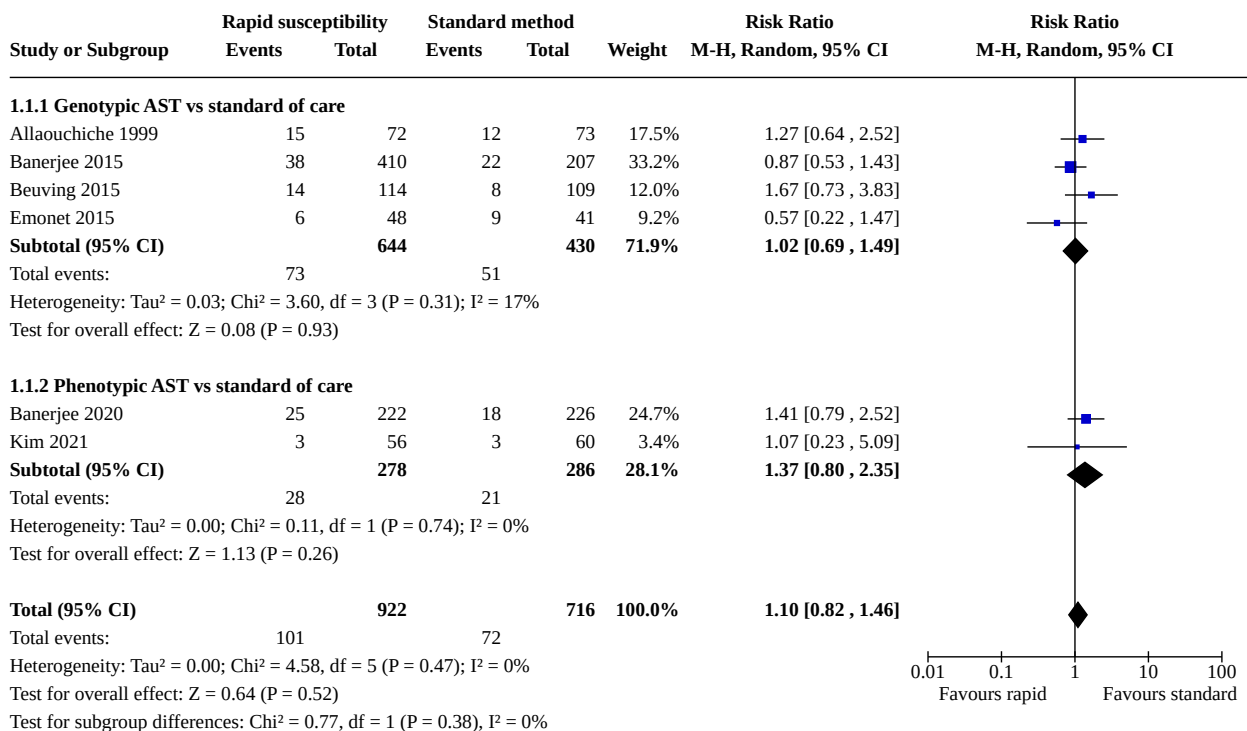 Rapid susceptibility Standard method Risk Ratio Risk Ratio
Study or Subgroup Events Total Events Total Weight M-H, Random, 95% CI M-H, Random, 95% CI
1.1.1 Genotypic AST vs standard of care
Allaouchiche 1999 15 72 12 73 17.5% 1.27 [0.64 , 2.52]
Banerjee 2015 38 410 22 207 33.2% 0.87 [0.53 , 1.43]
Beuving 2015 14 114 8 109 12.0% 1.67 [0.73 , 3.83]
Emonet 2015 6 48 9 41 9.2% 0.57 [0.22 , 1.47]
Subtotal (95% CI) 644 430 71.9% 1.02 [0.69 , 1.49]
Total events: 73 51
Heterogeneity: Tau² = 0.03; Chi² = 3.60, df = 3 (P = 0.31); I² = 17%
Test for overall effect: Z = 0.08 (P = 0.93)
1.1.2 Phenotypic AST vs standard of care
Banerjee 2020 25 222 18 226 24.7% 1.41 [0.79 , 2.52]
Kim 2021 3 56 3 60 3.4% 1.07 [0.23 , 5.09]
Subtotal (95% CI) 278 286 28.1% 1.37 [0.80 , 2.35]
Total events: 28 21
Heterogeneity: Tau² = 0.00; Chi² = 0.11, df = 1 (P = 0.74); I² = 0%
Test for overall effect: Z = 1.13 (P = 0.26)
Total (95% CI) 922 716 100.0% 1.10 [0.82 , 1.46]
Total events: 101 72
Heterogeneity: Tau² = 0.00; Chi² = 4.58, df = 5 (P = 0.47); I² = 0%
0.01 0.1 1 10 100
Test for overall effect: Z = 0.64 (P = 0.52)
Favours rapid Favours standard
Test for subgroup differences: Chi² = 0.77, df = 1 (P = 0.38), I² = 0%